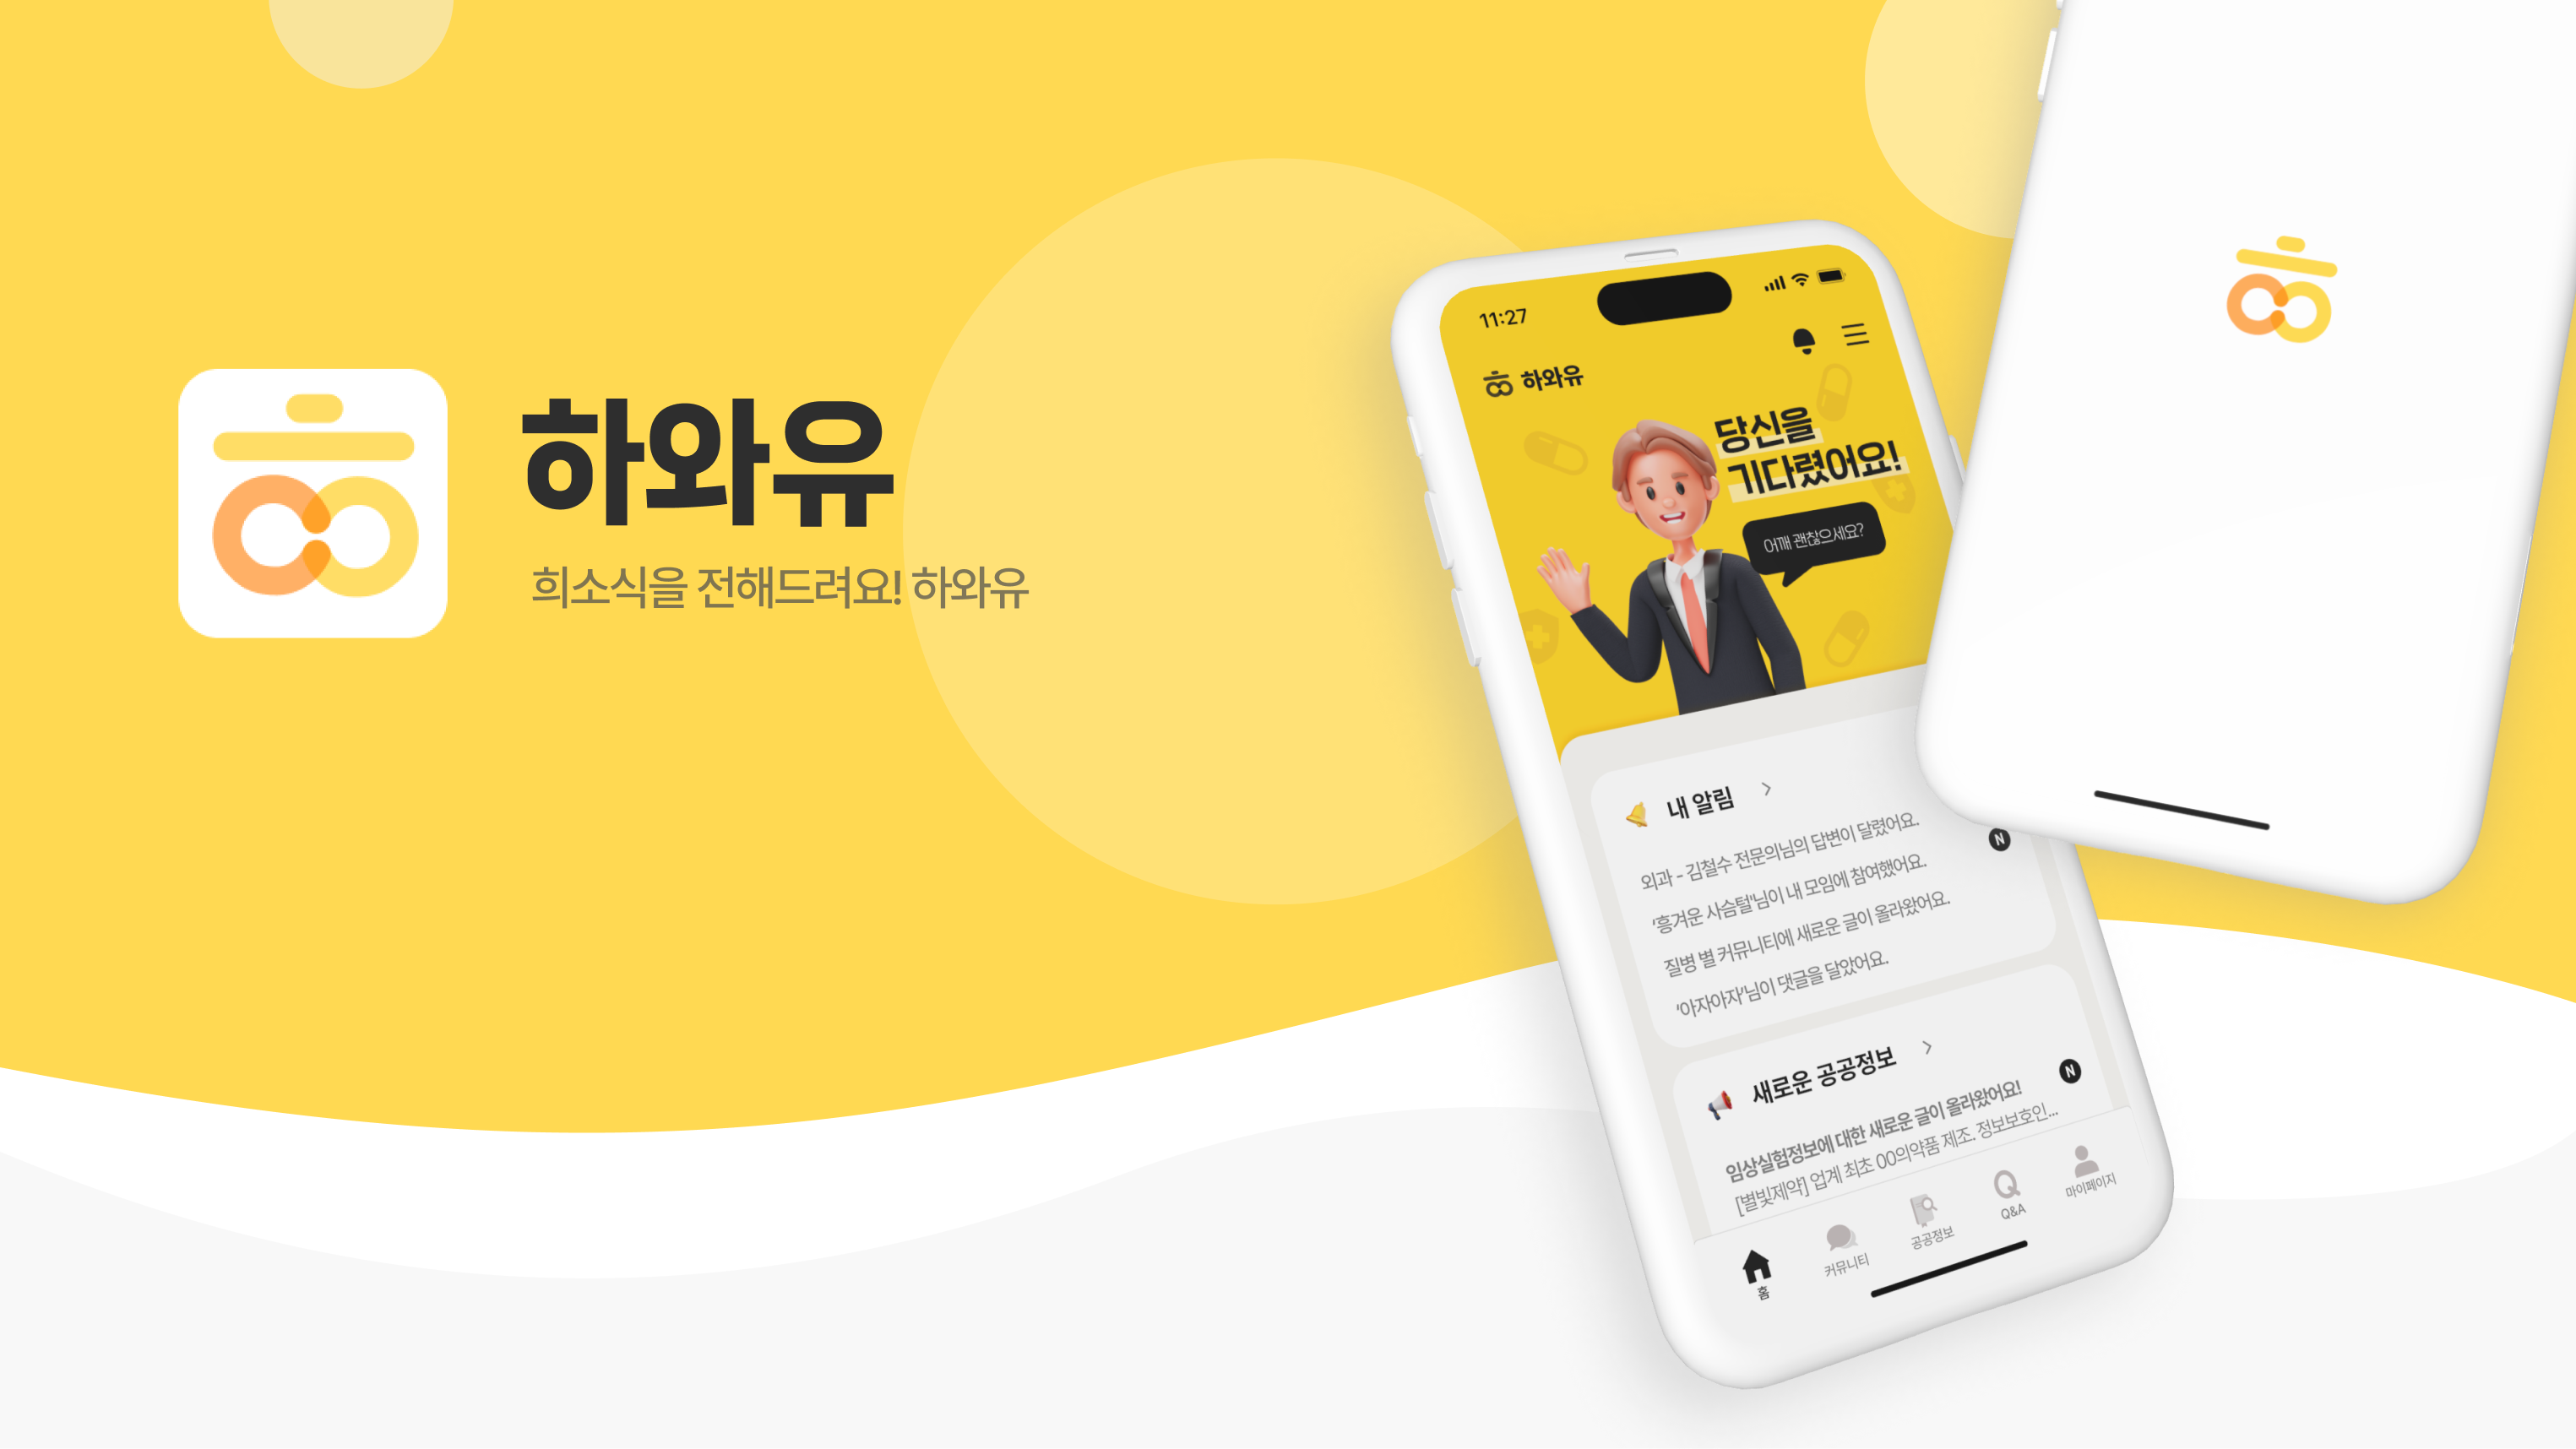 하와유
희소식을 전해드려요! 하와유
11:27
하와유
당신을
기다렸어요!
어깨 괜찮으세요?
내 알림
외과 - 김철수 전문의님의 답변이 달렸어요.
N
'흥겨운 사슴털'님이 내 모임에 참여했어요.
질병 별 커뮤니티에 새로운 글이 올라왔어요.
'아자아자'님이 댓글을 달았어요.
새로운 공공정보
N
임상실험정보에 대한 새로운 글이 올라왔어요!
[별빛제약] 업계 최초 00의약품 제조. 정보보호인...
홈
커뮤니티
공공정보
Q&A
마이페이지